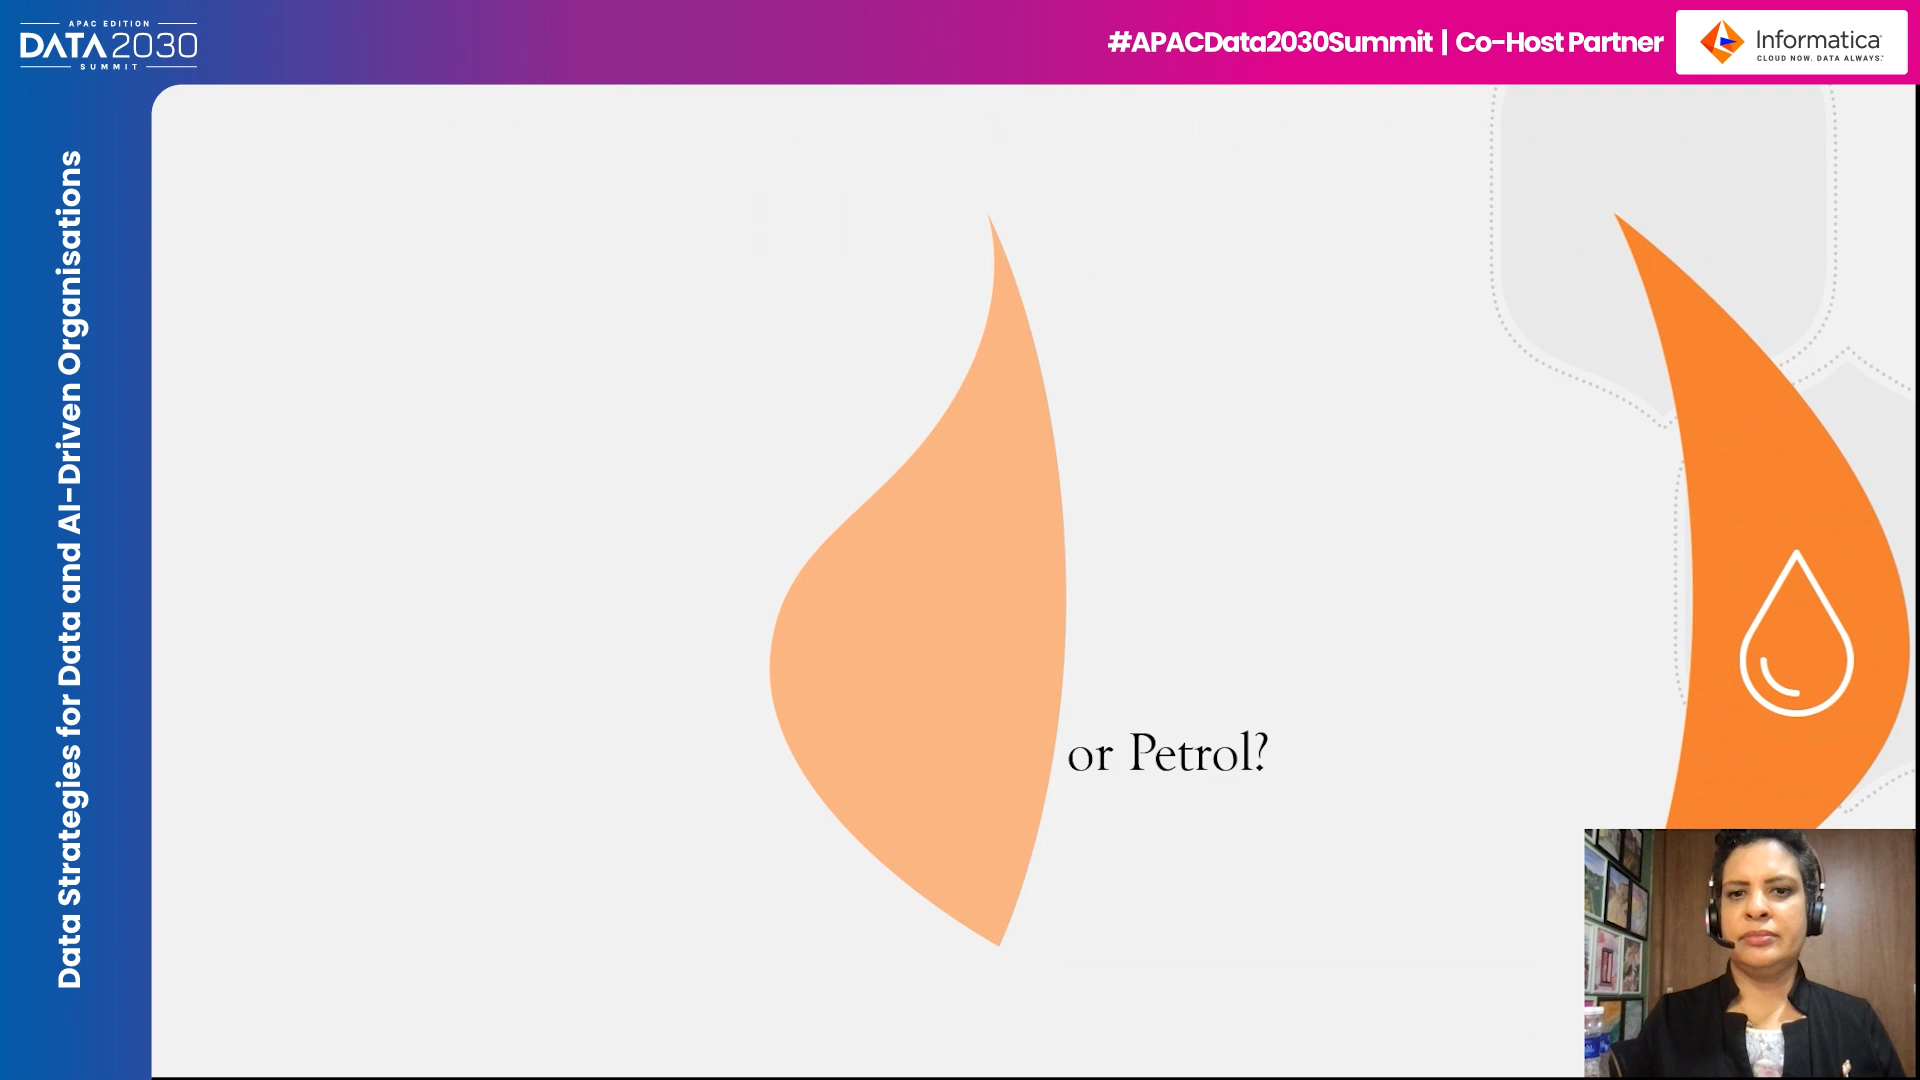 APAC EDITION
DATA2030
SUMMIT
#APACData2030Summit | Co-Host Partner
Informatica
CLOUD NOW. DATA ALWAYS.
Data Strategies for Data and AI-Driven Organisations
or Petrol?